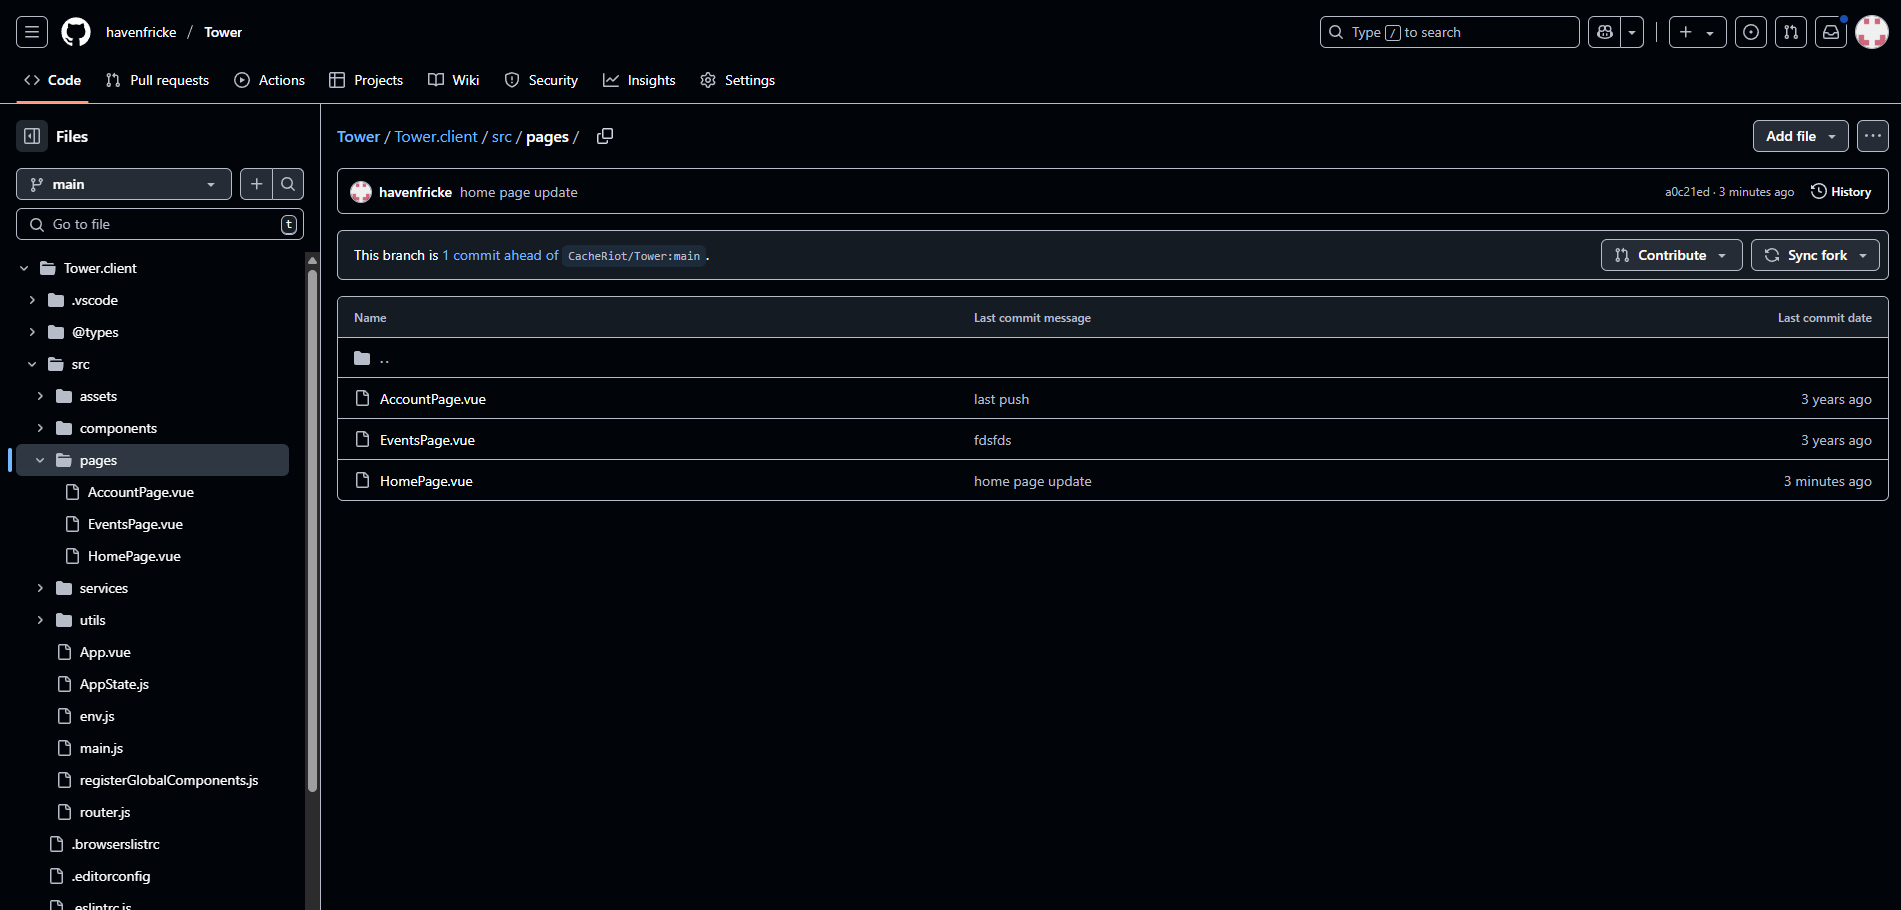 havenfricke / Tower
Type / to search
Code
Pull requests
Actions
Projects
Wiki
Security
Insights
Settings
Files
main
Go to file
t
Tower.client
.vscode
@types
src
assets
components
pages
AccountPage.vue
EventsPage.vue
HomePage.vue
services
utils
App.vue
AppState.js
env.js
main.js
registerGlobalComponents.js
router.js
.browserslistrc
.editorconfig
.eslintrc.js
Tower / Tower.client / src / pages /
Add file
havenfricke home page update
a0c21ed · 3 minutes ago
History
This branch is 1 commit ahead of CacheRiot/Tower:main .
Contribute
Sync fork
Name Last commit message Last commit date
..
AccountPage.vue last push 3 years ago
EventsPage.vue fdsfds 3 years ago
HomePage.vue home page update 3 minutes ago